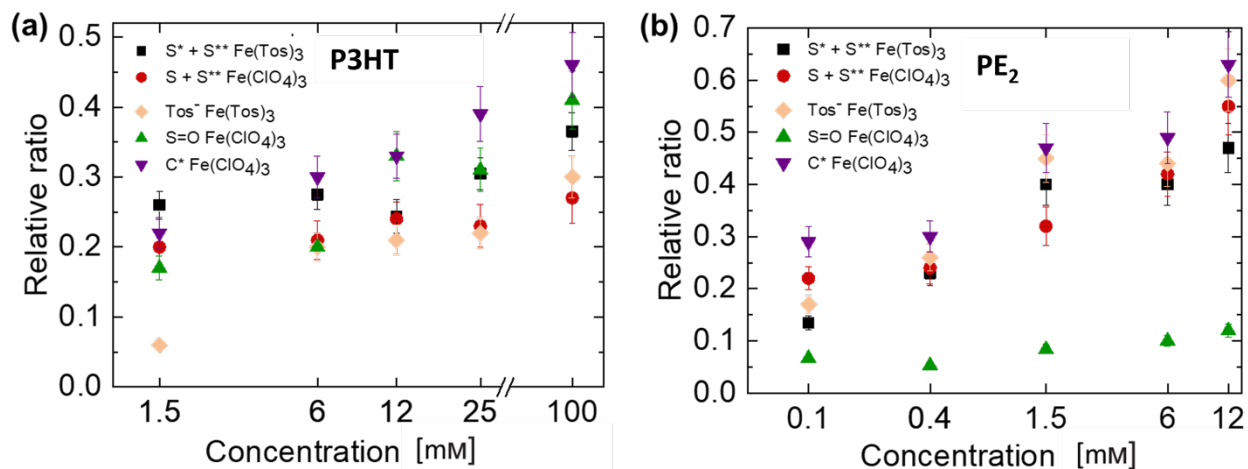 (a)
P3HT
S* + S** Fe(Tos)3
S + S** Fe(ClO4)3
Tos- Fe(Tos)3
S=O Fe(ClO4)3
C* Fe(ClO4)3
Relative ratio
0.5
0.4
0.3
0.2
0.1
0.0
1.5 6 12 25 100
Concentration [mM]
(b)
PE2
S* + S** Fe(Tos)3
S + S** Fe(ClO4)3
Tos- Fe(Tos)3
S=O Fe(ClO4)3
C* Fe(ClO4)3
Relative ratio
0.7
0.6
0.5
0.4
0.3
0.2
0.1
0.0
0.1 0.4 1.5 6 12
Concentration [mM]